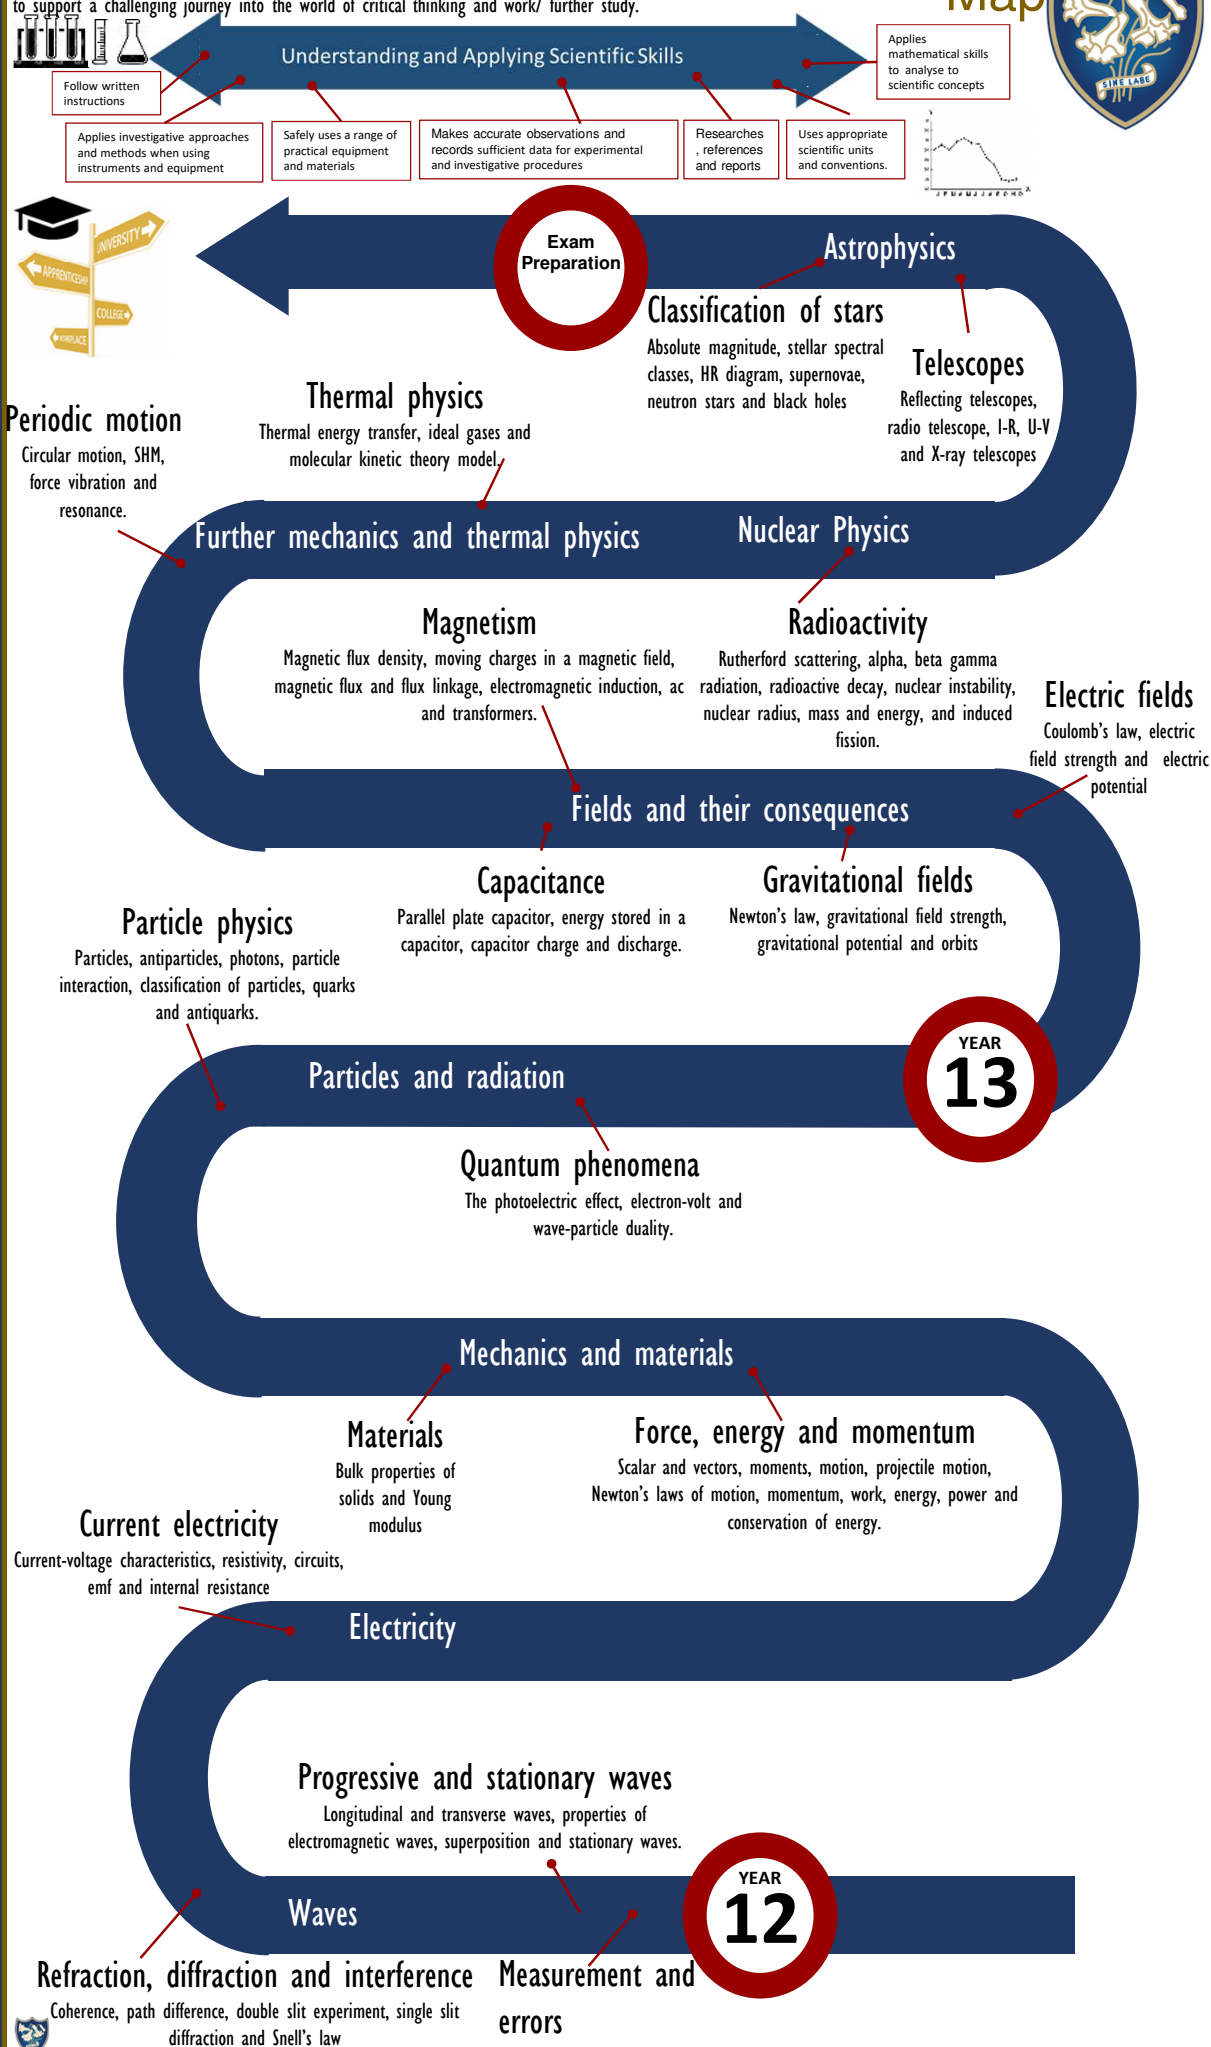 to support a challenging journey into the world of critical thinking and work/ further study.
Map
SINE LABE
Understanding and Applying Scientific Skills
Applies
mathematical skills
to analyse to
scientific concepts
Follow written
instructions
Applies investigative approaches
and methods when using
instruments and equipment
Safely uses a range of
practical equipment
and materials
Makes accurate observations and
records sufficient data for experimental
and investigative procedures
Researches
, references
and reports
Uses appropriate
scientific units
and conventions.
UNIVERSITY
APPRENTICESHIP
COLLEGE
WORKPLACE
Exam
Preparation
Astrophysics
Classification of stars
Absolute magnitude, stellar spectral
classes, HR diagram, supernovae,
neutron stars and black holes
Telescopes
Reflecting telescopes,
radio telescope, I-R, U-V
and X-ray telescopes
Thermal physics
Thermal energy transfer, ideal gases and
molecular kinetic theory model.
Periodic motion
Circular motion, SHM,
force vibration and
resonance.
Further mechanics and thermal physics
Nuclear Physics
Magnetism
Magnetic flux density, moving charges in a magnetic field,
magnetic flux and flux linkage, electromagnetic induction, ac
and transformers.
Radioactivity
Rutherford scattering, alpha, beta gamma
radiation, radioactive decay, nuclear instability,
nuclear radius, mass and energy, and induced
fission.
Electric fields
Coulomb's law, electric
field strength and electric
potential
Fields and their consequences
Capacitance
Parallel plate capacitor, energy stored in a
capacitor, capacitor charge and discharge.
Gravitational fields
Newton's law, gravitational field strength,
gravitational potential and orbits
Particle physics
Particles, antiparticles, photons, particle
interaction, classification of particles, quarks
and antiquarks.
YEAR
13
Particles and radiation
Quantum phenomena
The photoelectric effect, electron-volt and
wave-particle duality.
Mechanics and materials
Materials
Bulk properties of
solids and Young
modulus
Force, energy and momentum
Scalar and vectors, moments, motion, projectile motion,
Newton's laws of motion, momentum, work, energy, power and
conservation of energy.
Current electricity
Current-voltage characteristics, resistivity, circuits,
emf and internal resistance
Electricity
Progressive and stationary waves
Longitudinal and transverse waves, properties of
electromagnetic waves, superposition and stationary waves.
YEAR
12
Waves
Refraction, diffraction and interference
Coherence, path difference, double slit experiment, single slit
diffraction and Snell's law
Measurement and
errors